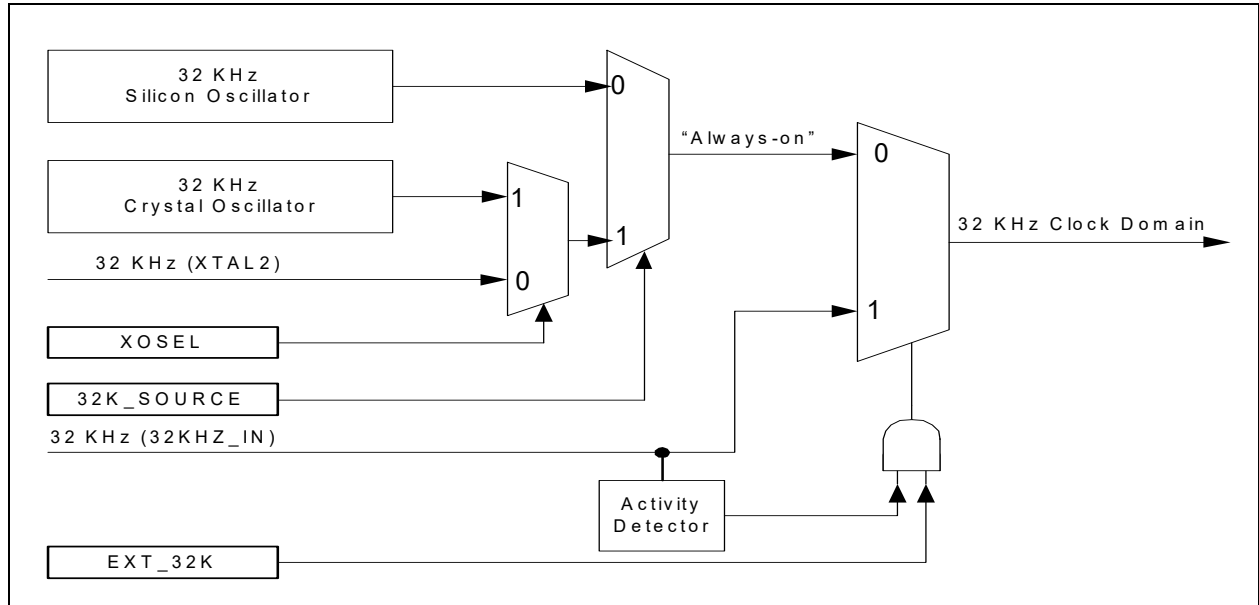 32 KHz
Silicon Oscillator
0
"Always-on"
0
32 KHz
Crystal Oscillator
1
1
32 KHz Clock Domain
32 KHz (XTAL2)
0
1
XOSEL
32K_SOURCE
32 KHz (32KHZ_IN)
Activity
Detector
EXT_32K